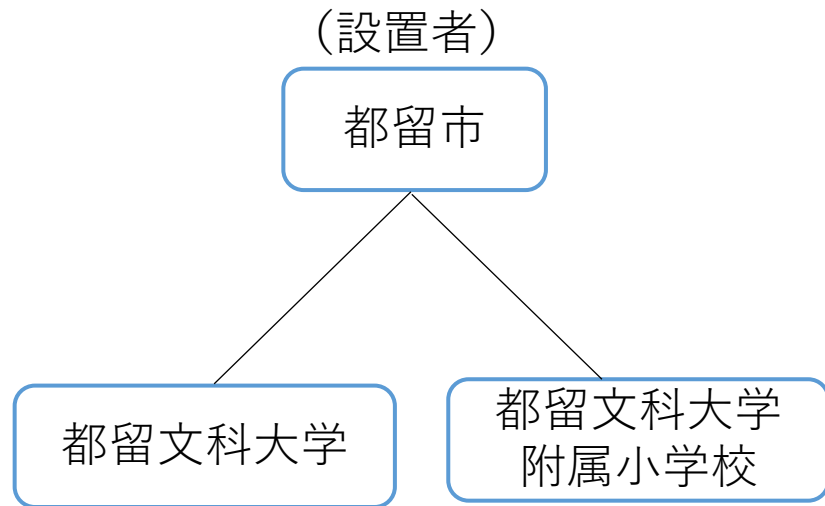 （設置者）
都留市
都留文科大学
都留文科大学
附属小学校